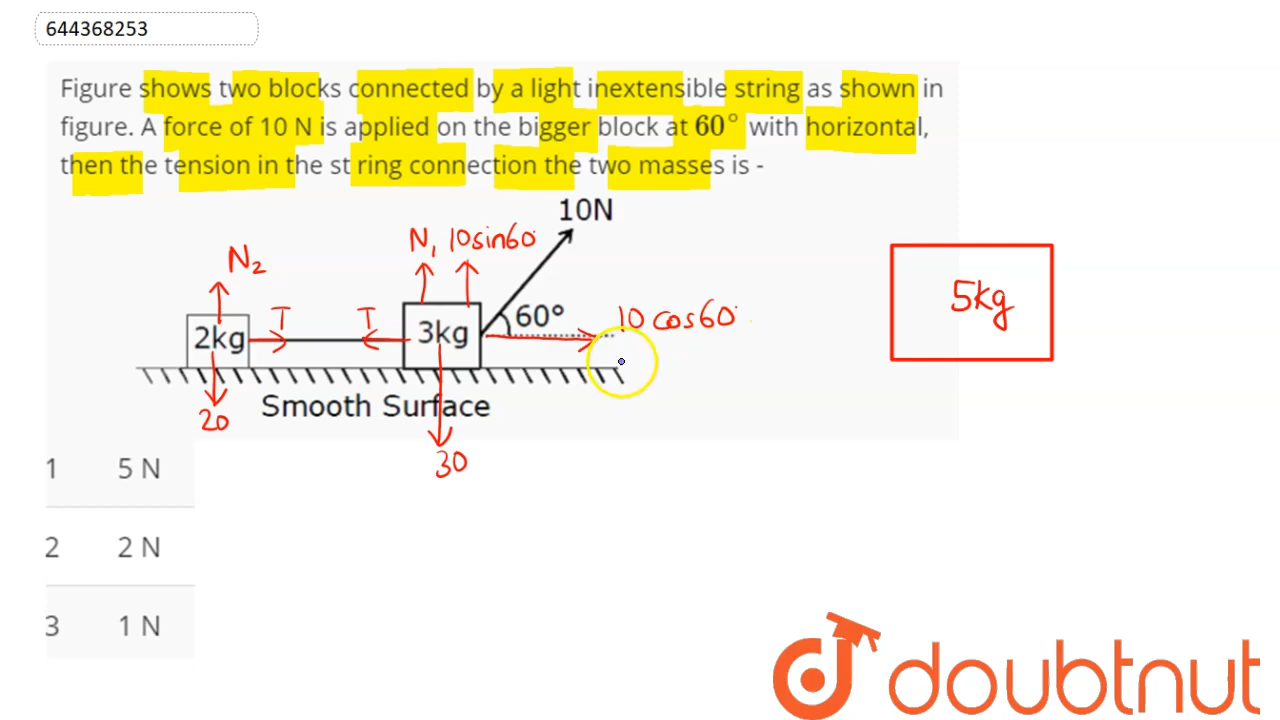 644368253
Figure shows two blocks connected by a light inextensible string as shown in
figure. A force of 10 N is applied on the bigger block at 60° with horizontal,
then the tension in the st ring connection the two masses is -
10N
N₁ 10sin60
N₂
5kg
T T 60° 10 cos60
2kg 3kg
Smooth Surface
20
30
1 5 N
2 2 N
3 1 N
doubtnut